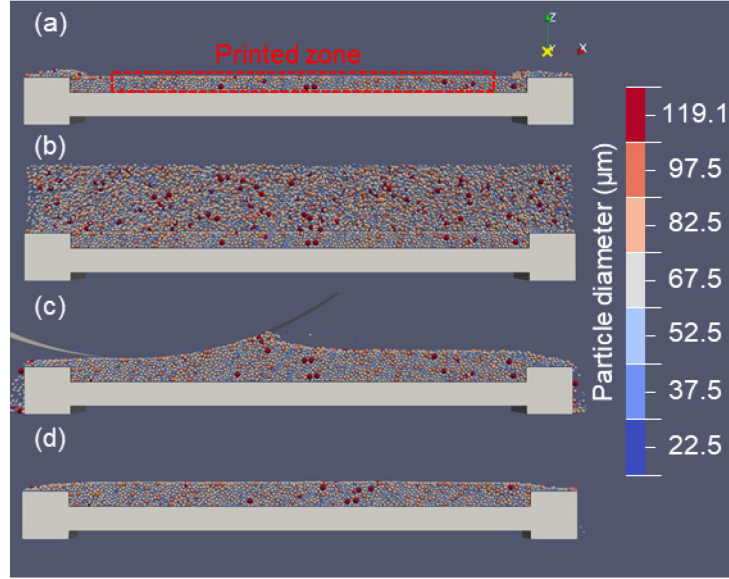 (a)
Printed zone
Z
Y
X
(b)
(c)
(d)
Particle diameter (μm)
119.1
97.5
82.5
67.5
52.5
37.5
22.5